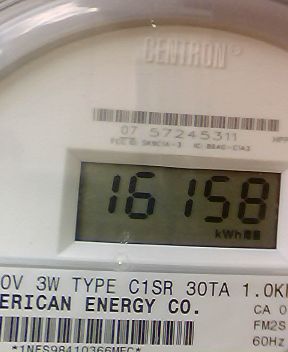 CENTRON®
07 57245311
16158
kWh
0V 3W TYPE C1SR 30TA 1.0K
ERICAN ENERGY CO.
CA 0
FM2S
60Hz